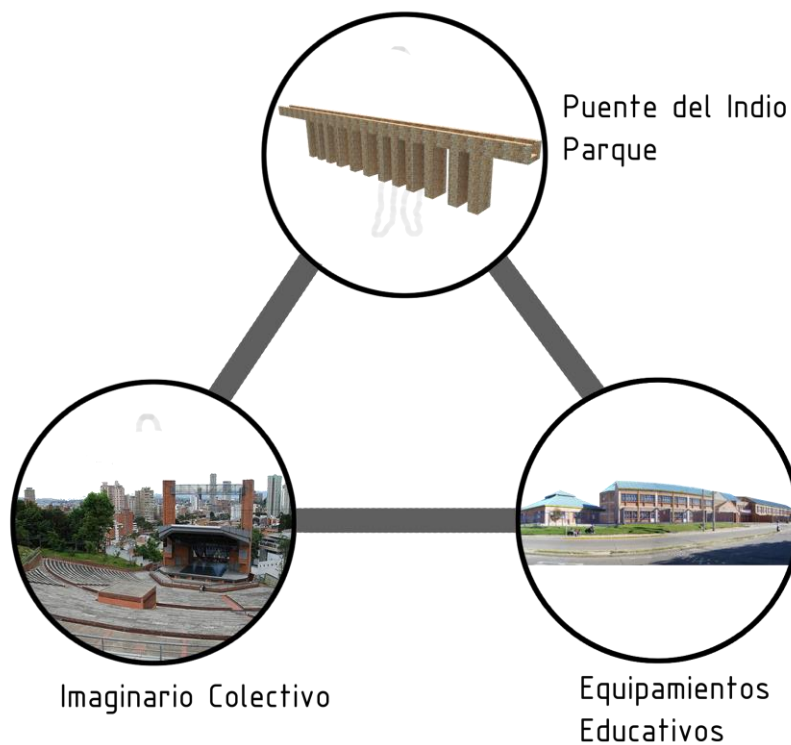 Puente del Indio
Parque
Imaginario Colectivo
Equipamientos
Educativos